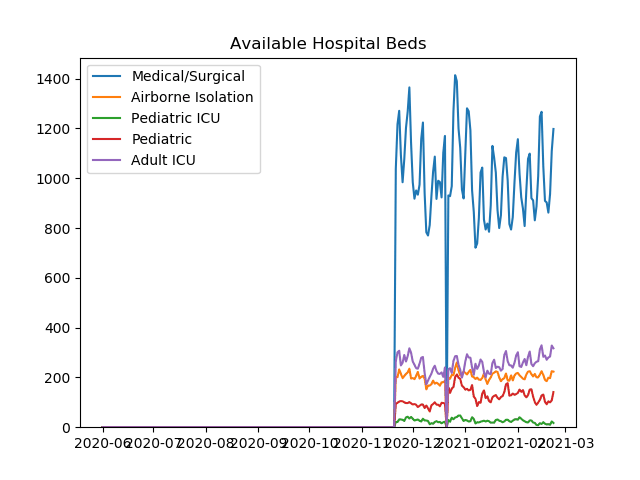 Available Hospital Beds
1400
1200
1000
800
600
400
200
0
Medical/Surgical
Airborne Isolation
Pediatric ICU
Pediatric
Adult ICU
2020-06 2020-07 2020-08 2020-09 2020-10 2020-11 2020-12 2021-01 2021-02 2021-03